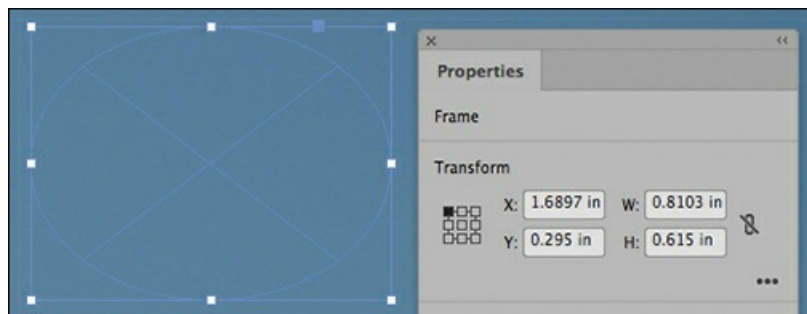 Properties
Frame
Transform
X: 1.6897 in W: 0.8103 in
Y: 0.295 in H: 0.615 in